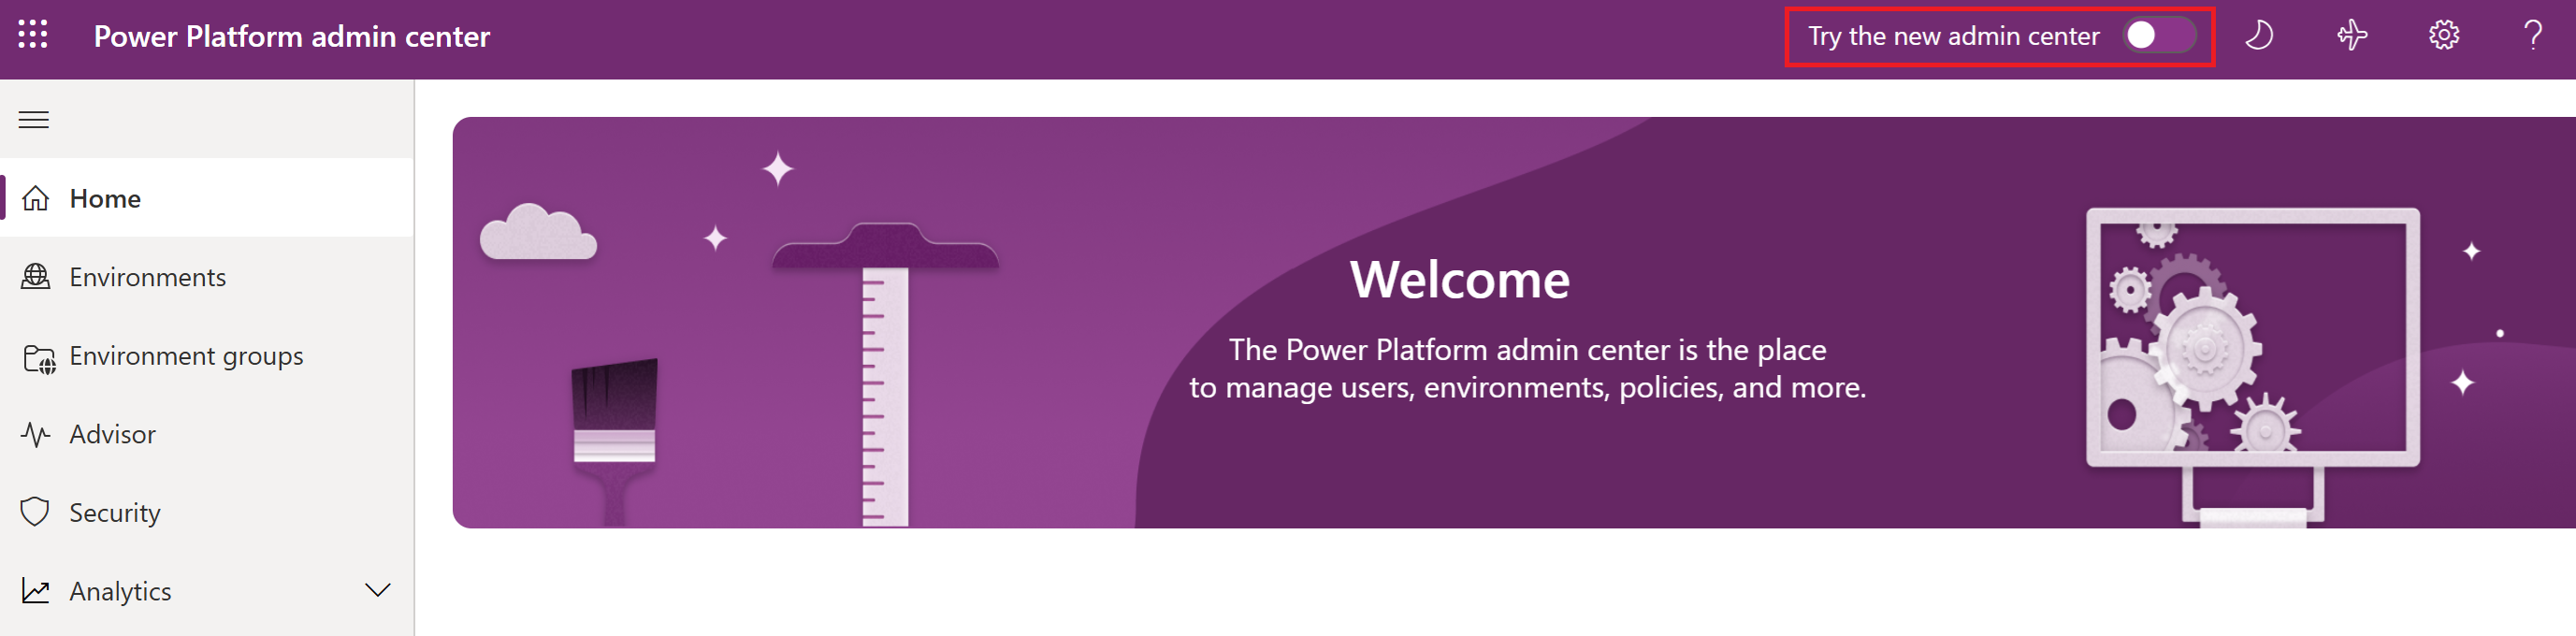 Power Platform admin center
Try the new admin center
Home
Environments
Environment groups
Advisor
Security
Analytics
Welcome
The Power Platform admin center is the place
to manage users, environments, policies, and more.